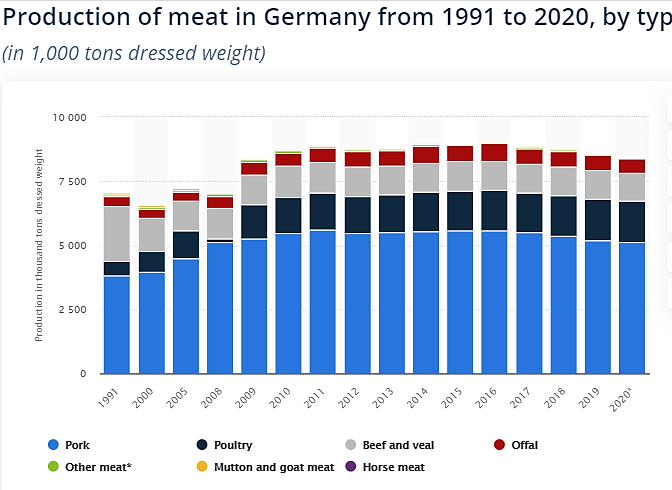 Production of meat in Germany from 1991 to 2020, by typ
(in 1,000 tons dressed weight)
Production in thousand tons dressed weight
10 000
7 500
5 000
2 500
0
1991
2000
2005
2008
2009
2010
2011
2012
2013
2014
2015
2016
2017
2018
2019
2020*
Pork
Poultry
Beef and veal
Offal
Other meat*
Mutton and goat meat
Horse meat